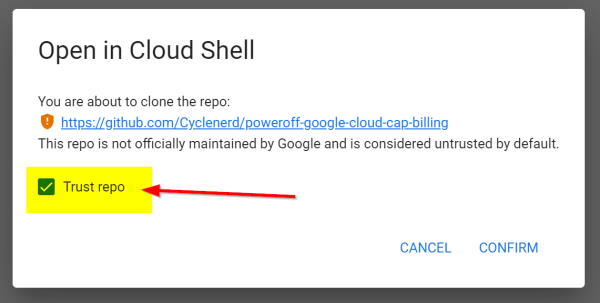 Open in Cloud Shell
You are about to clone the repo:
https://github.com/Cyclenerd/poweroff-google-cloud-cap-billing
This repo is not officially maintained by Google and is considered untrusted by default.
Trust repo
CANCEL CONFIRM